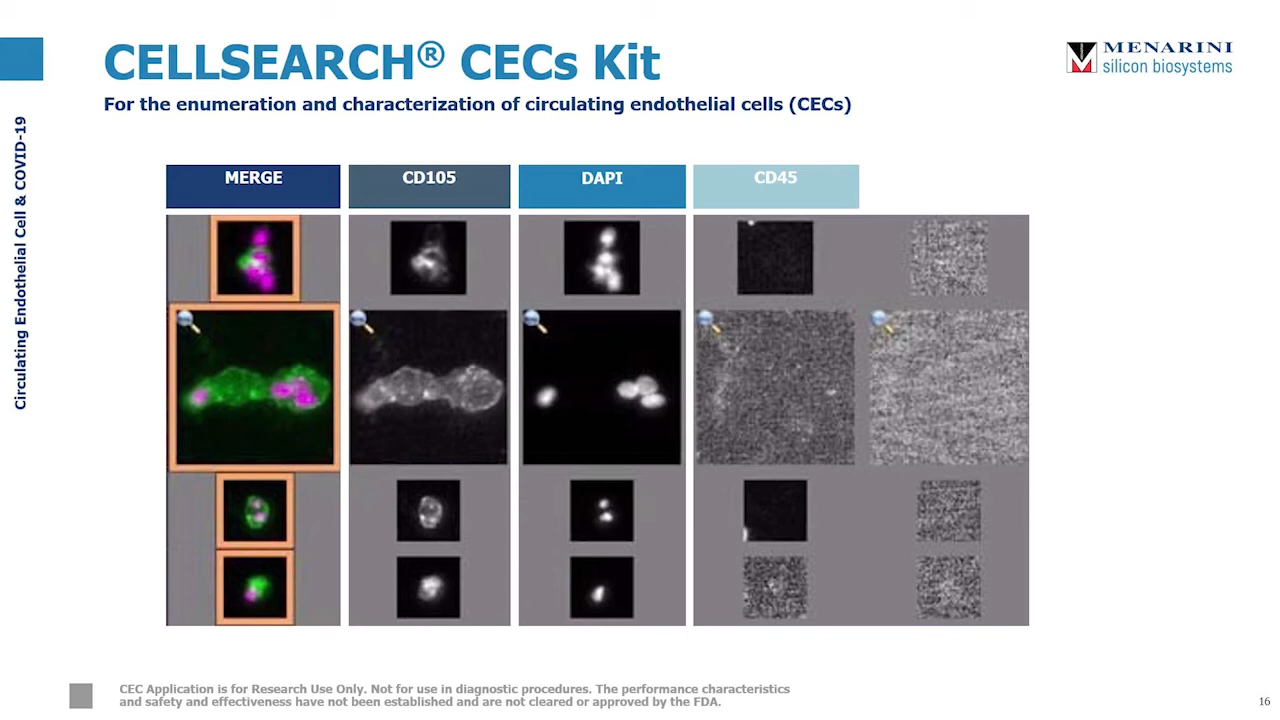 CELLSEARCH® CECs Kit
For the enumeration and characterization of circulating endothelial cells (CECs)
MENARINI
silicon biosystems
Circulating Endothelial Cell & COVID-19
MERGE
CD105
DAPI
CD45
CEC Application is for Research Use Only. Not for use in diagnostic procedures. The performance characteristics
and safety and effectiveness have not been established and are not cleared or approved by the FDA.
16